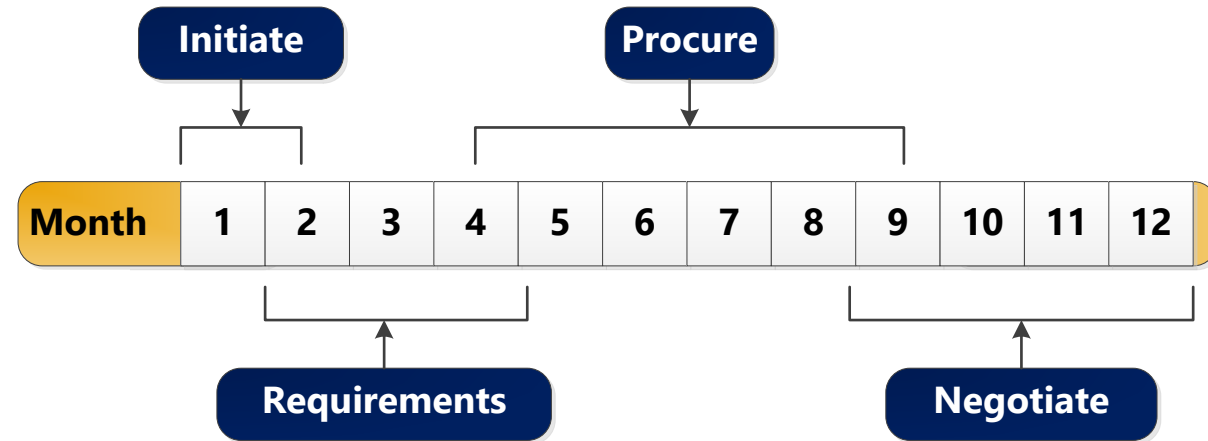 Initiate Procure
Month 1 2 3 4 5 6 7 8 9 10 11 12
Requirements Negotiate